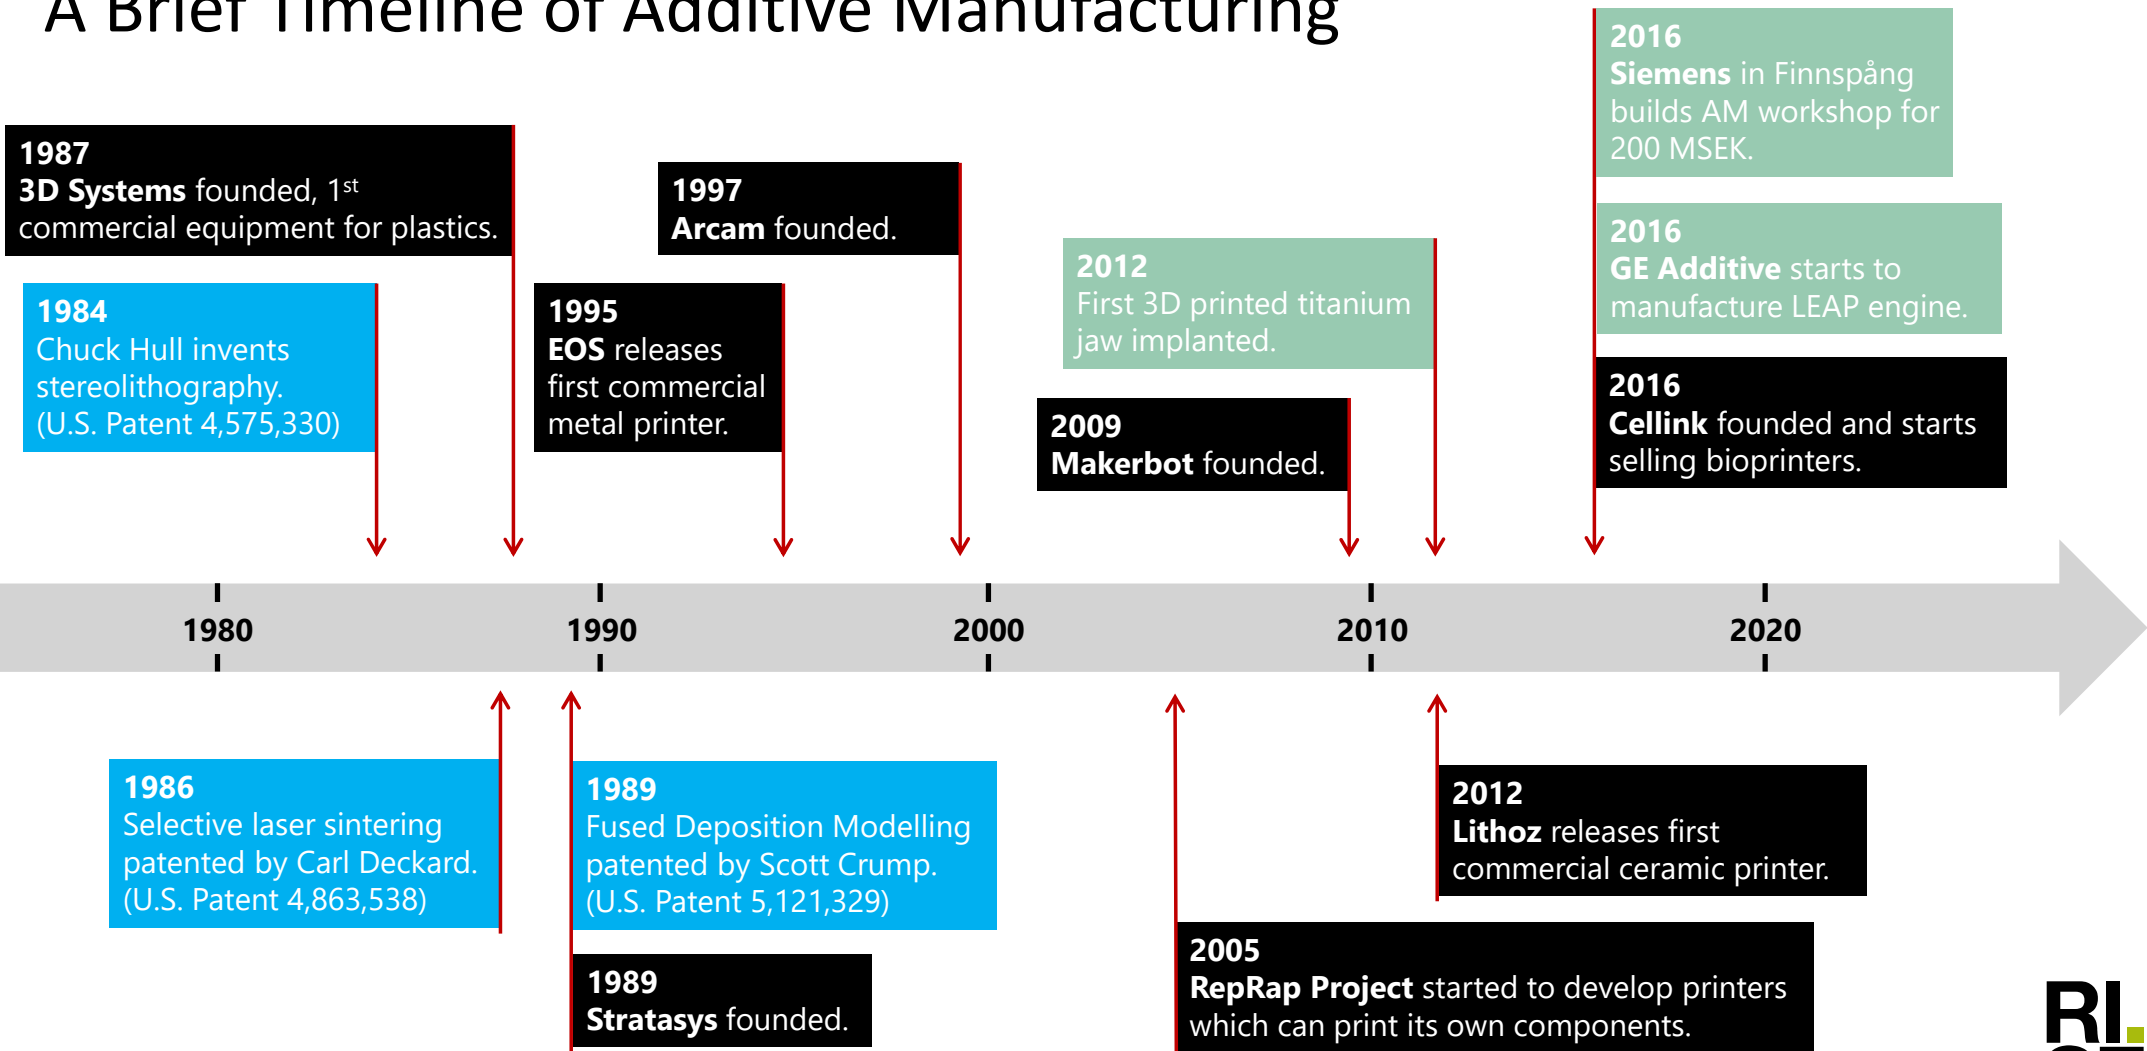 A Brief Timeline of Additive Manufacturing
1987
3D Systems founded, 1st
commercial equipment for plastics.
1984
Chuck Hull invents
stereolithography.
(U.S. Patent 4,575,330)
1995
EOS releases
first commercial
metal printer.
1997
Arcam founded.
2012
First 3D printed titanium
jaw implanted.
2009
Makerbot founded.
2016
Siemens in Finnspång
builds AM workshop for
200 MSEK.
2016
GE Additive starts to
manufacture LEAP engine.
2016
Cellink founded and starts
selling bioprinters.
1980
1990
2000
2010
2020
1986
Selective laser sintering
patented by Carl Deckard.
(U.S. Patent 4,863,538)
1989
Fused Deposition Modelling
patented by Scott Crump.
(U.S. Patent 5,121,329)
1989
Stratasys founded.
2012
Lithoz releases first
commercial ceramic printer.
2005
RepRap Project started to develop printers
which can print its own components.
RI.